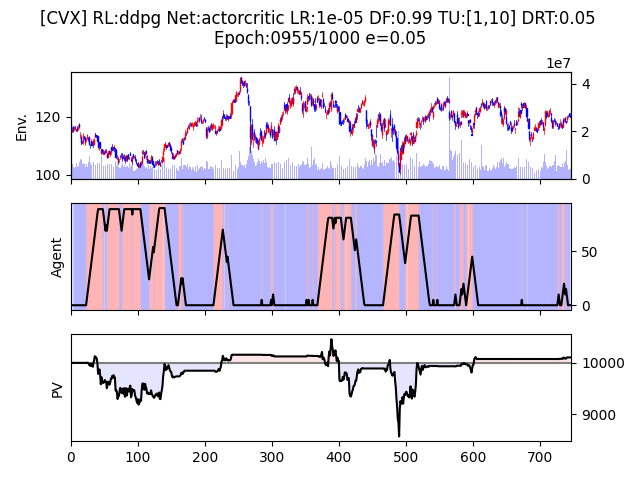 [CVX] RL:ddpg Net:actorcritic LR:1e-05 DF:0.99 TU:[1,10] DRT:0.05
Epoch:0955/1000 e=0.05
1e7
Env.
120
100
4
2
0
Agent
50
0
PV
10000
9000
0 100 200 300 400 500 600 700